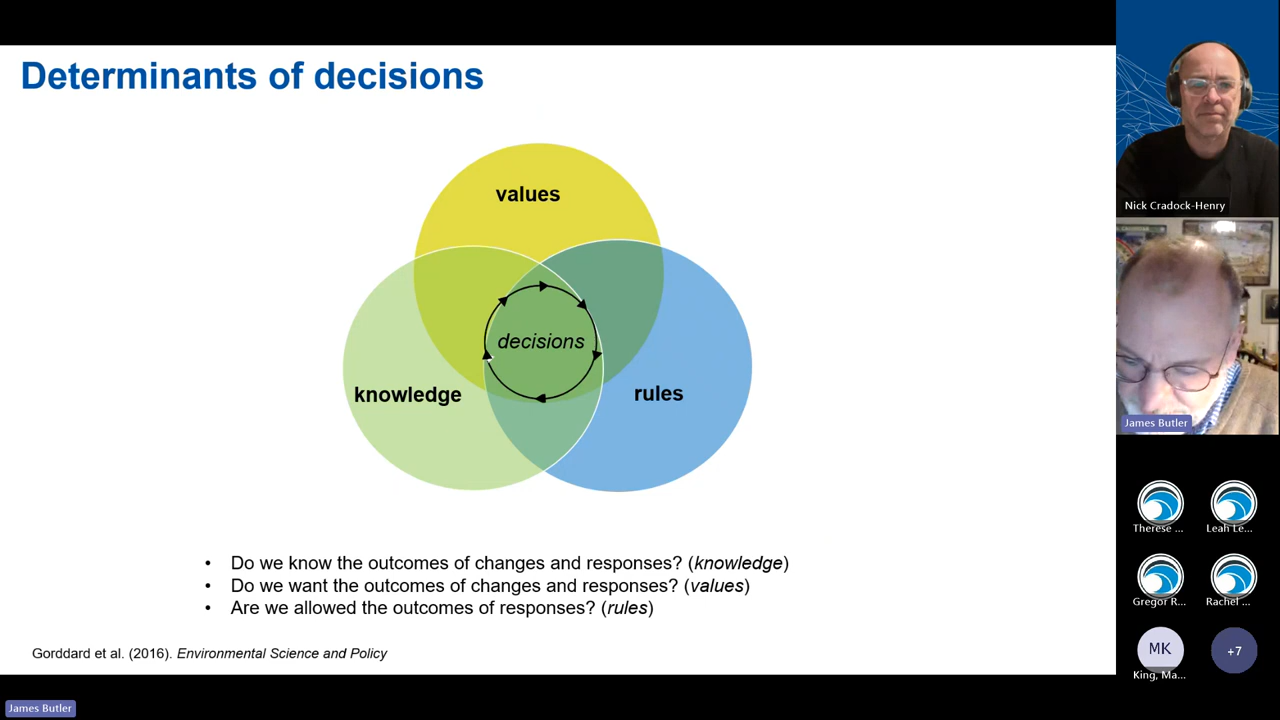 Determinants of decisions
values
decisions
knowledge
rules
• Do we know the outcomes of changes and responses? (knowledge)
• Do we want the outcomes of changes and responses? (values)
• Are we allowed the outcomes of responses? (rules)
Gorddard et al. (2016). Environmental Science and Policy
James Butler
Nick Cradock-Henry
James Butler
Therese ...
Leah Le...
Gregor R...
Rachel ...
MK
King, Ma...
+7